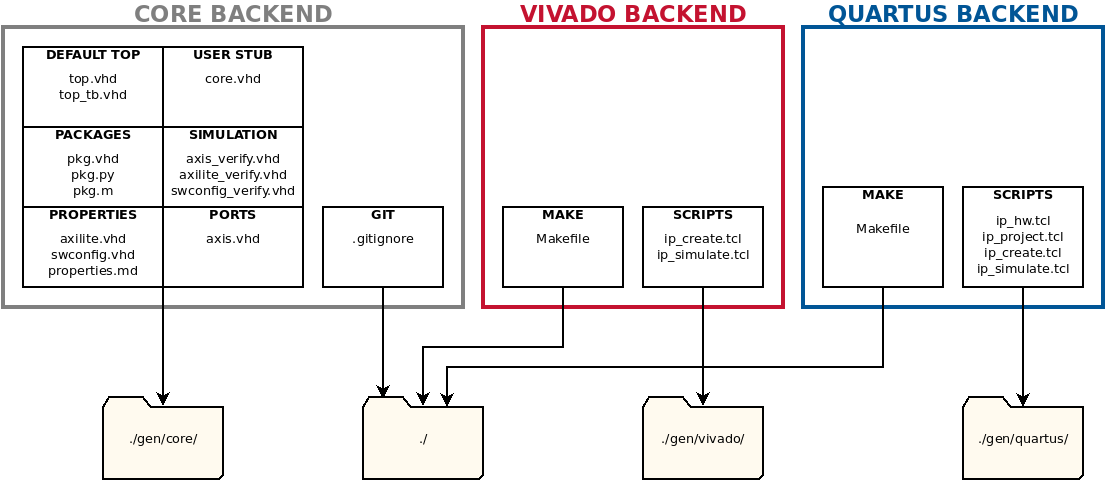 CORE BACKEND
VIVADO BACKEND
QUARTUS BACKEND
DEFAULT TOP
top.vhd
top_tb.vhd
USER STUB
core.vhd
PACKAGES
pkg.vhd
pkg.py
pkg.m
SIMULATION
axis_verify.vhd
axilite_verify.vhd
swconfig_verify.vhd
PROPERTIES
axilite.vhd
swconfig.vhd
properties.md
PORTS
axis.vhd
GIT
.gitignore
MAKE
Makefile
SCRIPTS
ip_create.tcl
ip_simulate.tcl
MAKE
Makefile
SCRIPTS
ip_hw.tcl
ip_project.tcl
ip_create.tcl
ip_simulate.tcl
./gen/core/
./
./gen/vivado/
./gen/quartus/